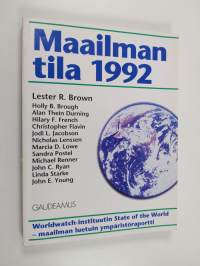 Maailman
tila 1992
Lester R. Brown
Holly B. Brough
Alan Thein Durning
Hilary F. French
Christopher Flavin
Jodi L. Jacobson
Nicholas Lenssen
Marcia D. Lowe
Sandra Postel
Michael Renner
John C. Ryan
Linda Starke
John E. Young
GAUDEAMUS
Worldwatch-instituutin State of the World
– maailman luetuin ympäristöraportti